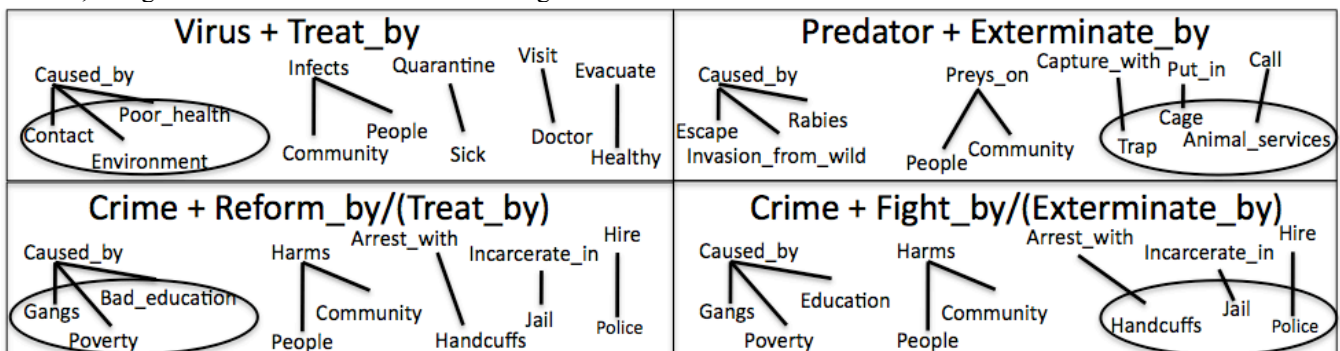 Virus + Treat_by
Caused_by
Contact
Poor_health
Environment
Infects
Community
People
Quarantine
Sick
Visit
Doctor
Evacuate
Healthy
Predator + Exterminate_by
Caused_by
Escape
Rabies
Invasion_from_wild
Preys_on
People
Community
Capture_with
Trap
Put_in
Cage
Call
Animal_services
Crime + Reform_by/(Treat_by)
Caused_by
Gangs
Bad_education
Poverty
Harms
Community
People
Arrest_with
Handcuffs
Incarcerate_in
Jail
Hire
Police
Crime + Fight_by/(Exterminate_by)
Caused_by
Gangs
Education
Poverty
Harms
Community
People
Arrest_with
Handcuffs
Incarcerate_in
Jail
Hire
Police